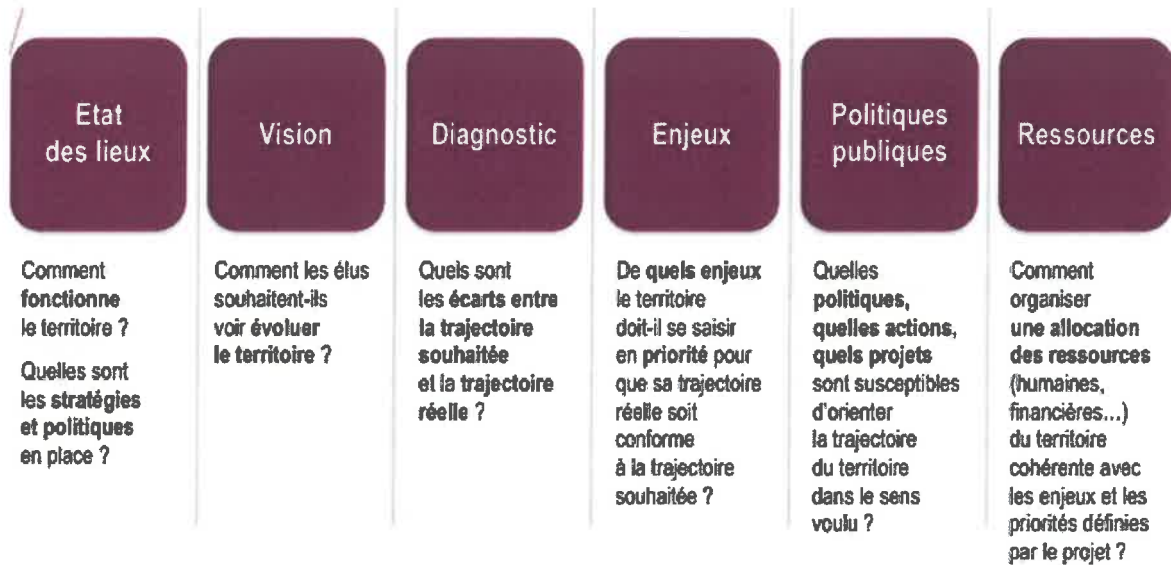 Etat
des lieux
Vision
Diagnostic
Enjeux
Politiques
publiques
Ressources
Comment
fonctionne
le territoire ?
Quelles sont
les stratégies
et politiques
en place ?
Comment les élus
souhaitent-ils
voir évoluer
le territoire ?
Quels sont
les écarts entre
la trajectoire
souhaitée
et la trajectoire
réelle ?
De quels enjeux
le territoire
doit-il se saisir
en priorité pour
que sa trajectoire
réelle soit
conforme
à la trajectoire
souhaitée ?
Quelles
politiques,
quelles actions,
quels projets
sont susceptibles
d'orienter
la trajectoire
du territoire
dans le sens
voulu ?
Comment
organiser
une allocation
des ressources
(humaines,
financières...)
du territoire
cohérente avec
les enjeux et les
priorités définies
par le projet ?